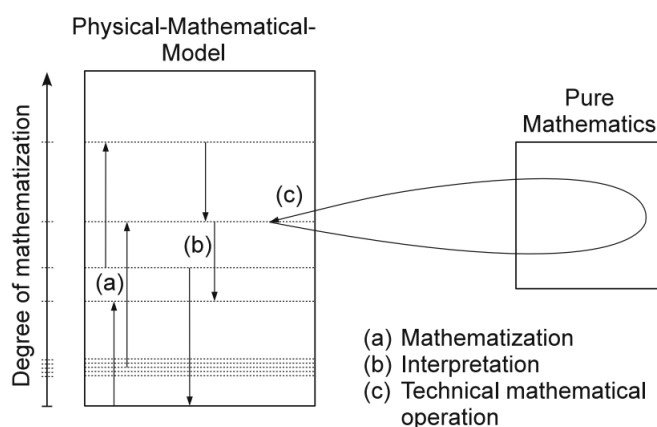 Physical-Mathematical-
Model
Degree of mathematization
Pure
Mathematics
(c)
(b)
(a)
(a) Mathematization
(b) Interpretation
(c) Technical mathematical
operation